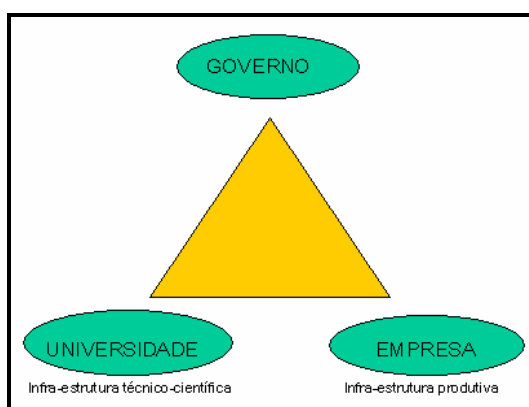 GOVERNO
UNIVERSIDADE
EMPRESA
Infra-estrutura técnico-científica
Infra-estrutura produtiva